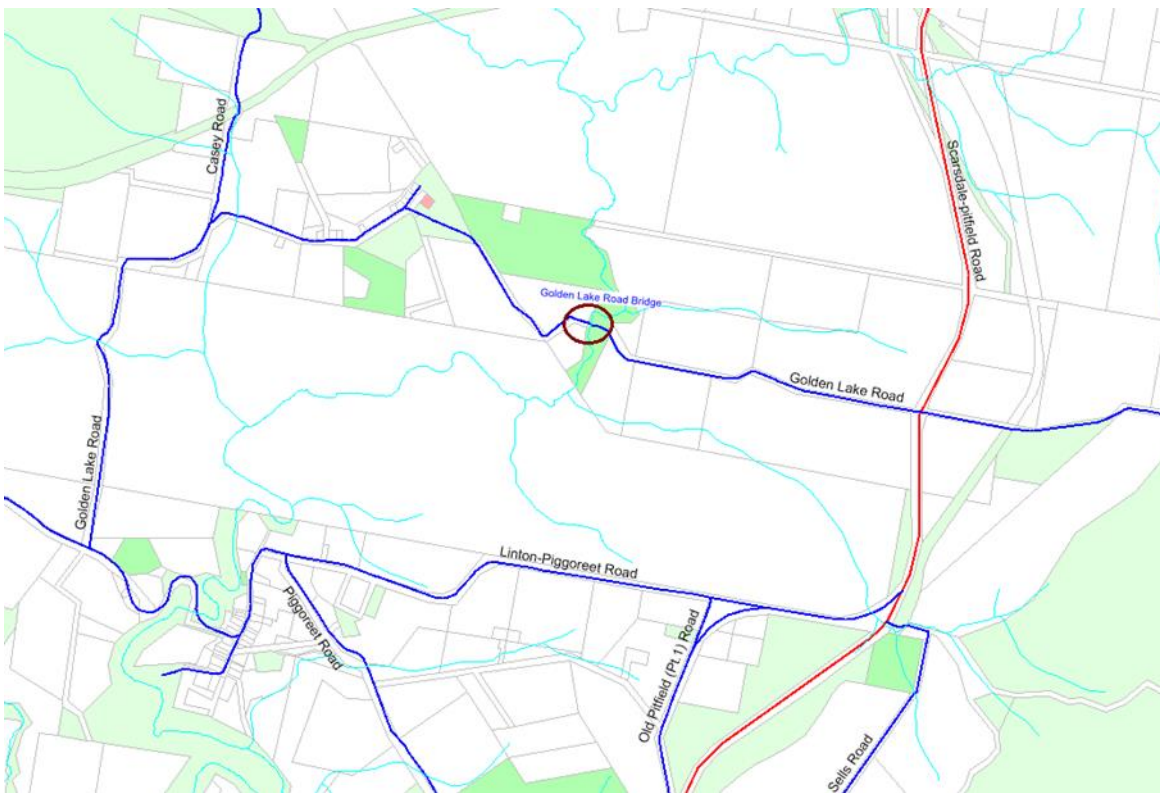 Casey Road
Scarsdale-pitfield Road
Golden Lake Road Bridge
Golden Lake Road
Golden Lake Road
Linton-Piggoreet Road
Piggoreet Road
Old Pitfield (Pt.1) Road
Sells Road